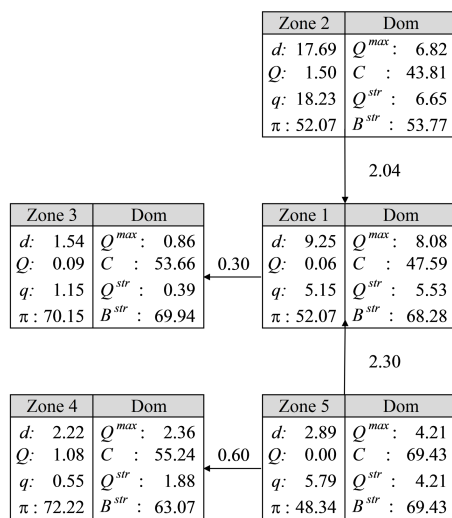 Zone 2 Dom
d: 17.69 Q^max : 6.82
Q: 1.50 C : 43.81
q: 18.23 Q^str : 6.65
π : 52.07 B^str : 53.77
2.04
Zone 3 Dom
d: 1.54 Q^max : 0.86
Q: 0.09 C : 53.66
q: 1.15 Q^str : 0.39
π : 70.15 B^str : 69.94
0.30
Zone 1 Dom
d: 9.25 Q^max : 8.08
Q: 0.06 C : 47.59
q: 5.15 Q^str : 5.53
π : 52.07 B^str : 68.28
2.30
Zone 4 Dom
d: 2.22 Q^max : 2.36
Q: 1.08 C : 55.24
q: 0.55 Q^str : 1.88
π : 72.22 B^str : 63.07
0.60
Zone 5 Dom
d: 2.89 Q^max : 4.21
Q: 0.00 C : 69.43
q: 5.79 Q^str : 4.21
π : 48.34 B^str : 69.43